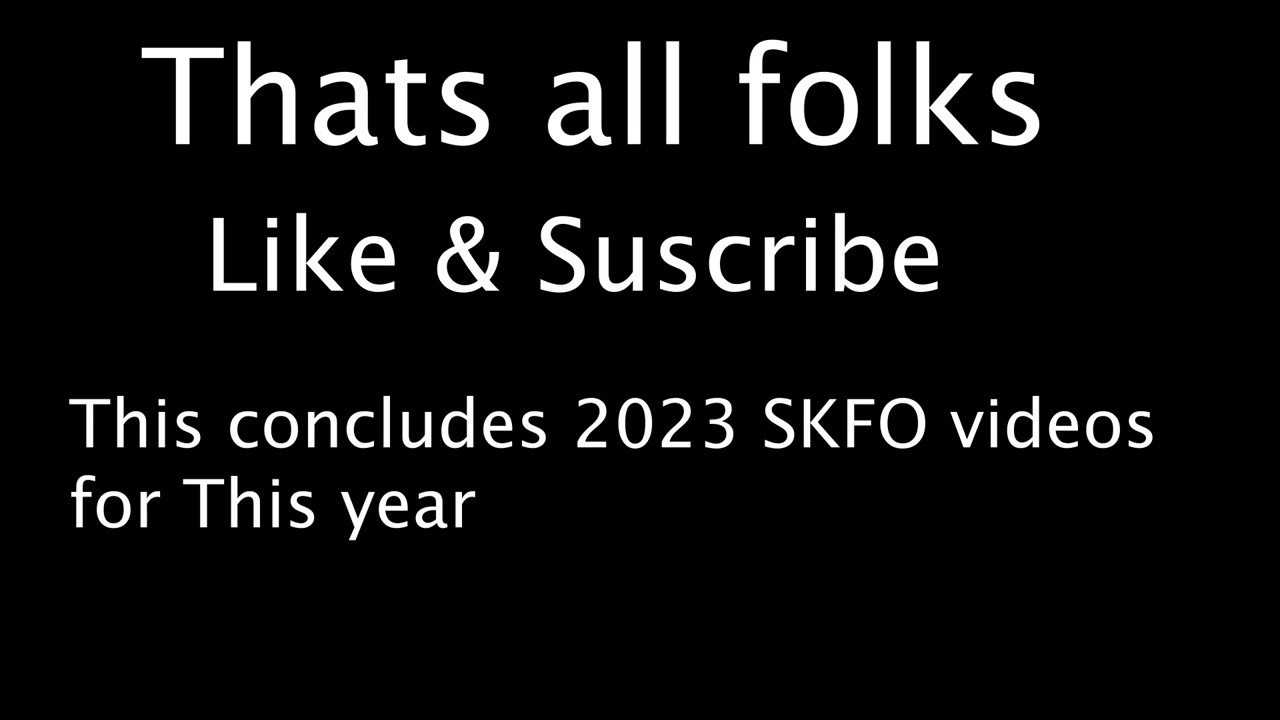 Thats all folks
Like & Suscribe
This concludes 2023 SKFO videos
for This year